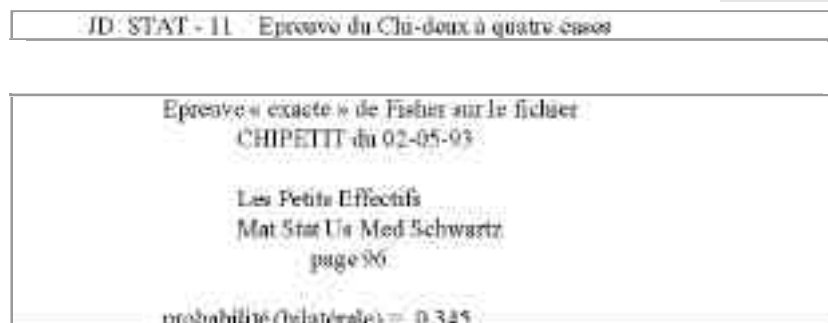 JD STAT - 11 Epreuve du Chi-deux à quatre cases
Epreuve « exacte » de Fisher sur le fichier
CHIPETIT du 02-05-93
Les Petits Effectifs
Mat Stat Us Med Schwartz
page 96
probabilité (bilatérale) = 0.345